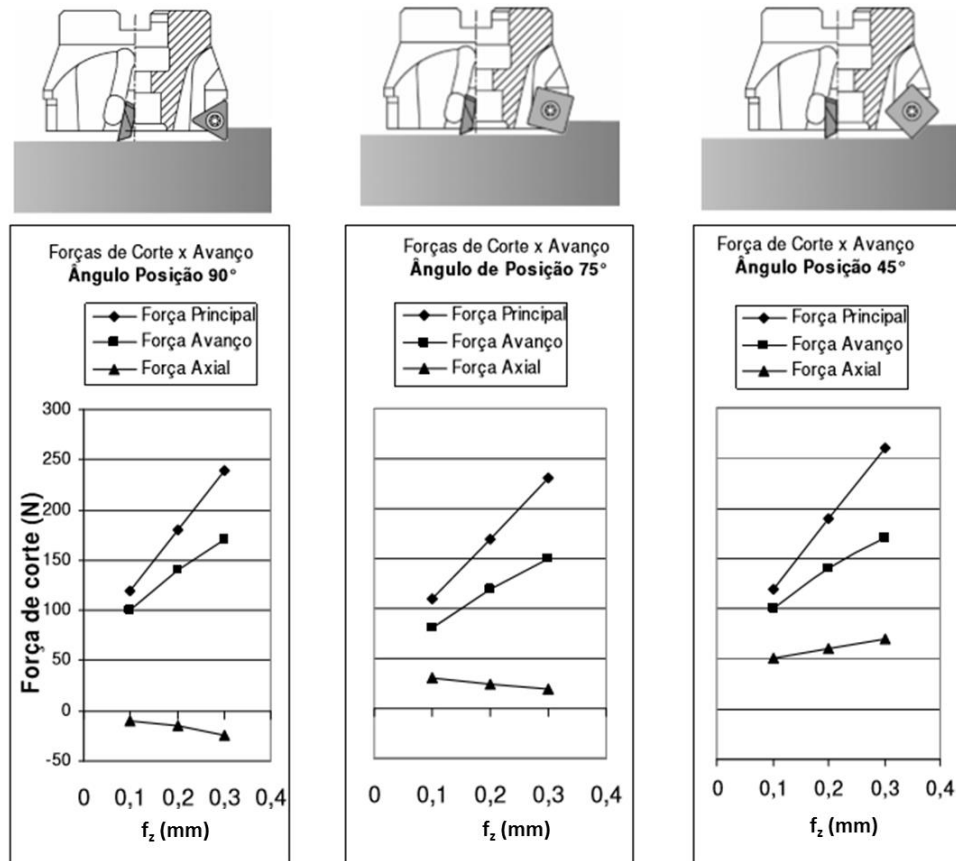 Forças de Corte x Avanço
Ângulo Posição 90°
Força Principal
Força Avanço
Força Axial
Força de corte (N)
300
250
200
150
100
50
0
-50
0 0,1 0,2 0,3 0,4
fz (mm)
Forças de Corte x Avanço
Ângulo de Posição 75°
Força Principal
Força Avanço
Força Axial
0 0,1 0,2 0,3 0,4
fz (mm)
Força de Corte x Avanço
Ângulo Posição 45°
Força Principal
Força Avanço
Força Axial
0 0,1 0,2 0,3 0,4
fz (mm)